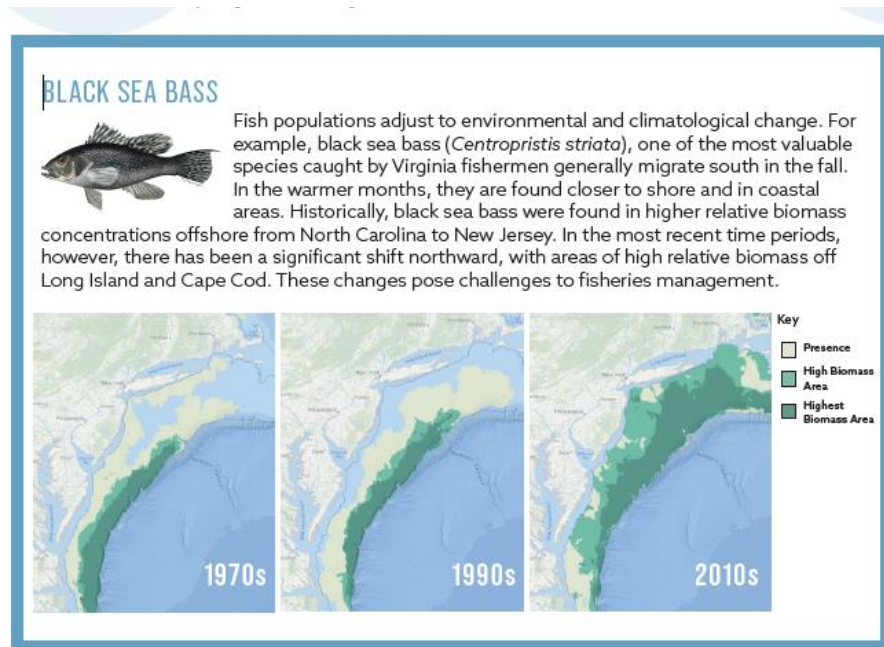 BLACK SEA BASS
Fish populations adjust to environmental and climatological change. For
example, black sea bass (Centropristis striata), one of the most valuable
species caught by Virginia fishermen generally migrate south in the fall.
In the warmer months, they are found closer to shore and in coastal
areas. Historically, black sea bass were found in higher relative biomass
concentrations offshore from North Carolina to New Jersey. In the most recent time periods,
however, there has been a significant shift northward, with areas of high relative biomass off
Long Island and Cape Cod. These changes pose challenges to fisheries management.
Key
Presence
High Biomass
Area
Highest
Biomass Area
1970s
1990s
2010s